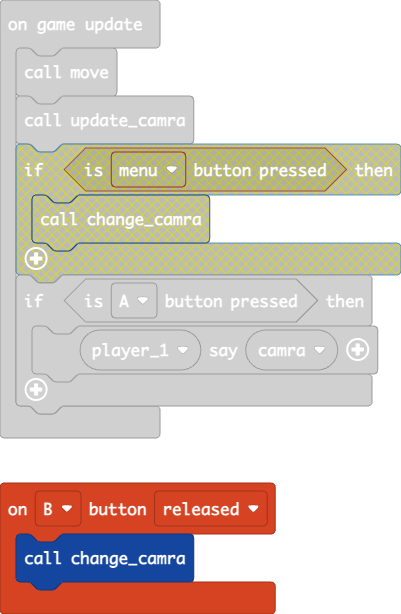 on game update
call move
call update_camra
if is menu button pressed then
call change_camra
if is A button pressed then
player_1 say camra
on B button released
call change_camra